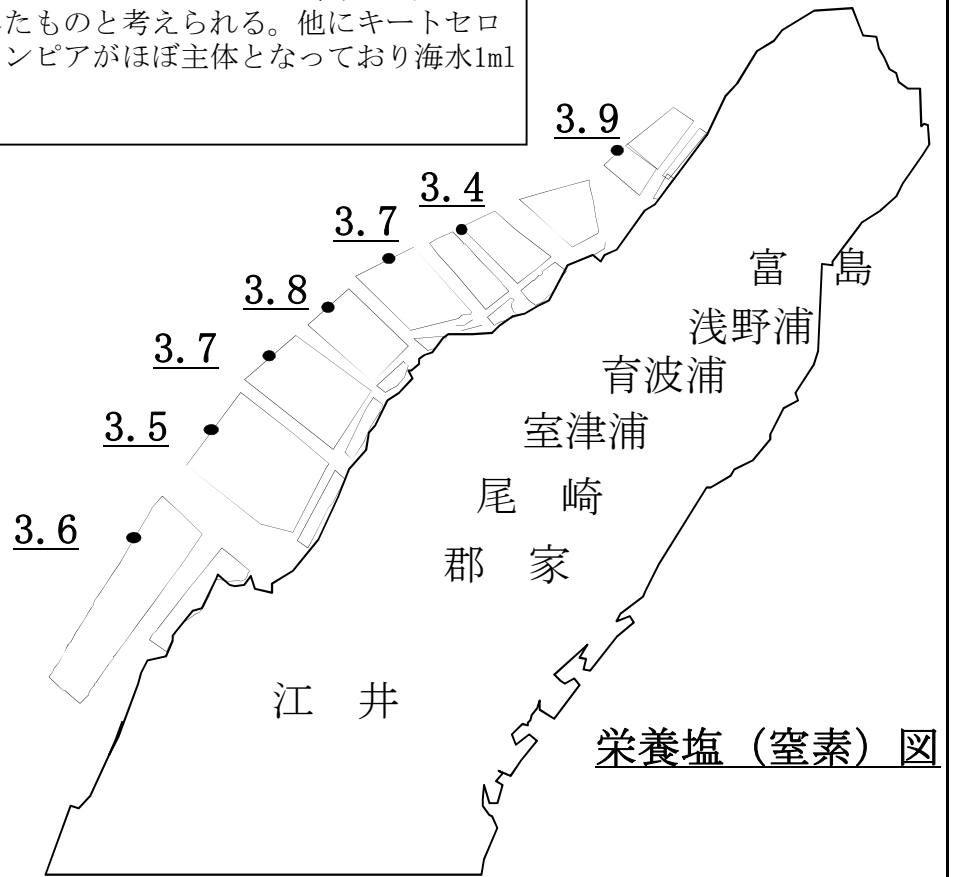 たものと考えられる。他にキートセロ
ンピアがほぼ主体となっており海水1ml
3.9
3.4
3.7
3.8
3.7
3.5
3.6
富　島
浅野浦
育波浦
室津浦
尾　崎
郡　家
江　井
栄養塩（窒素）図